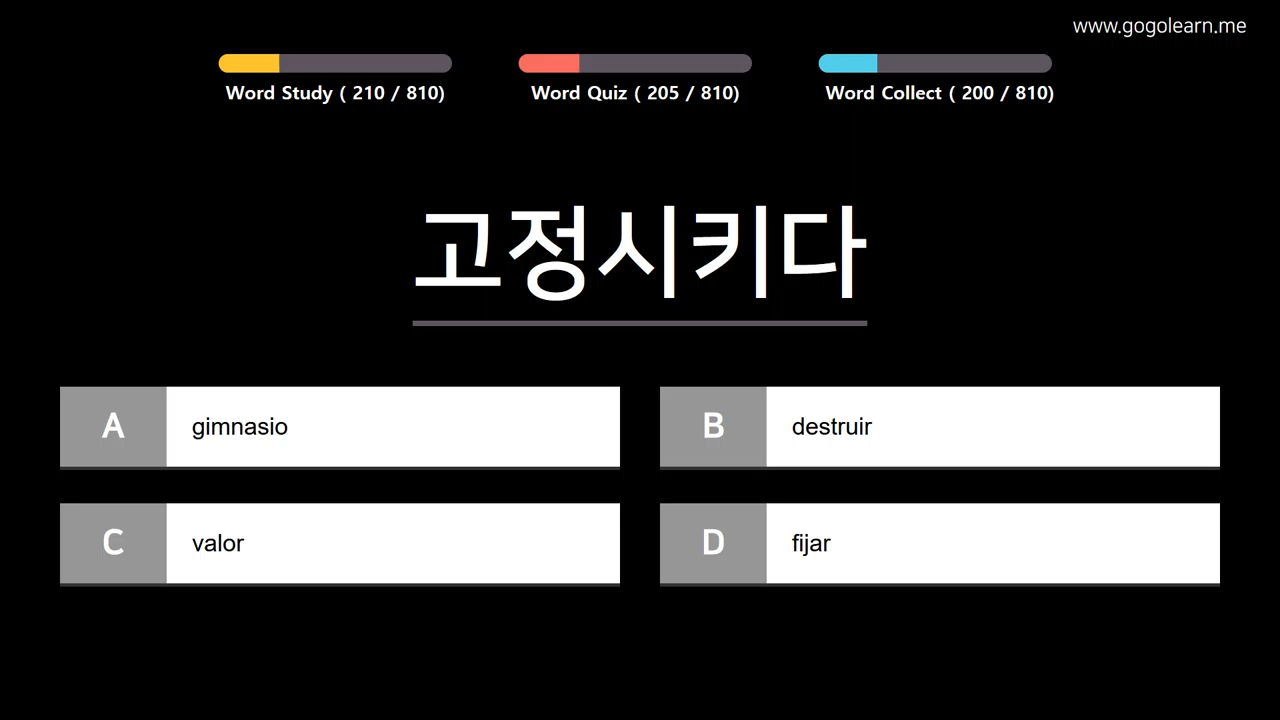 www.gogolearn.me
Word Study ( 210 / 810)
Word Quiz ( 205 / 810)
Word Collect ( 200 / 810)
고정시키다
A gimnasio
B destruir
C valor
D fijar